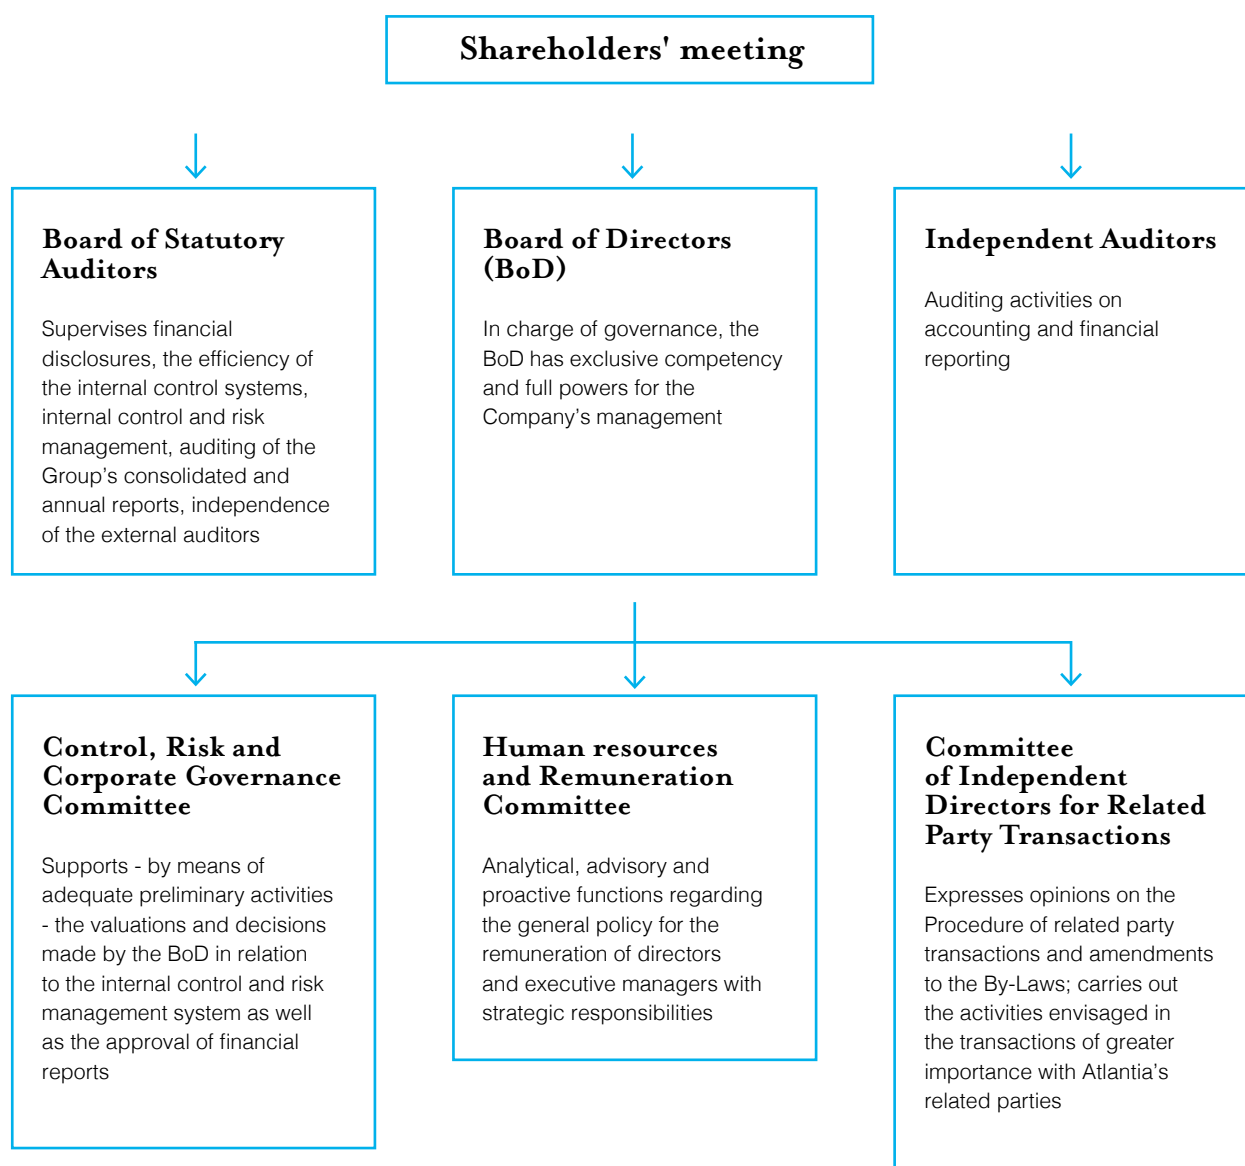 Shareholders' meeting
Board of Statutory
Auditors
Supervises financial
disclosures, the efficiency of
the internal control systems,
internal control and risk
management, auditing of the
Group’s consolidated and
annual reports, independence
of the external auditors
Board of Directors
(BoD)
In charge of governance, the
BoD has exclusive competency
and full powers for the
Company’s management
Independent Auditors
Auditing activities on
accounting and financial
reporting
Control, Risk and
Corporate Governance
Committee
Supports - by means of
adequate preliminary activities
- the valuations and decisions
made by the BoD in relation
to the internal control and risk
management system as well
as the approval of financial
reports
Human resources
and Remuneration
Committee
Analytical, advisory and
proactive functions regarding
the general policy for the
remuneration of directors
and executive managers with
strategic responsibilities
Committee
of Independent
Directors for Related
Party Transactions
Expresses opinions on the
Procedure of related party
transactions and amendments
to the By-Laws; carries out
the activities envisaged in
the transactions of greater
importance with Atlantia’s
related parties